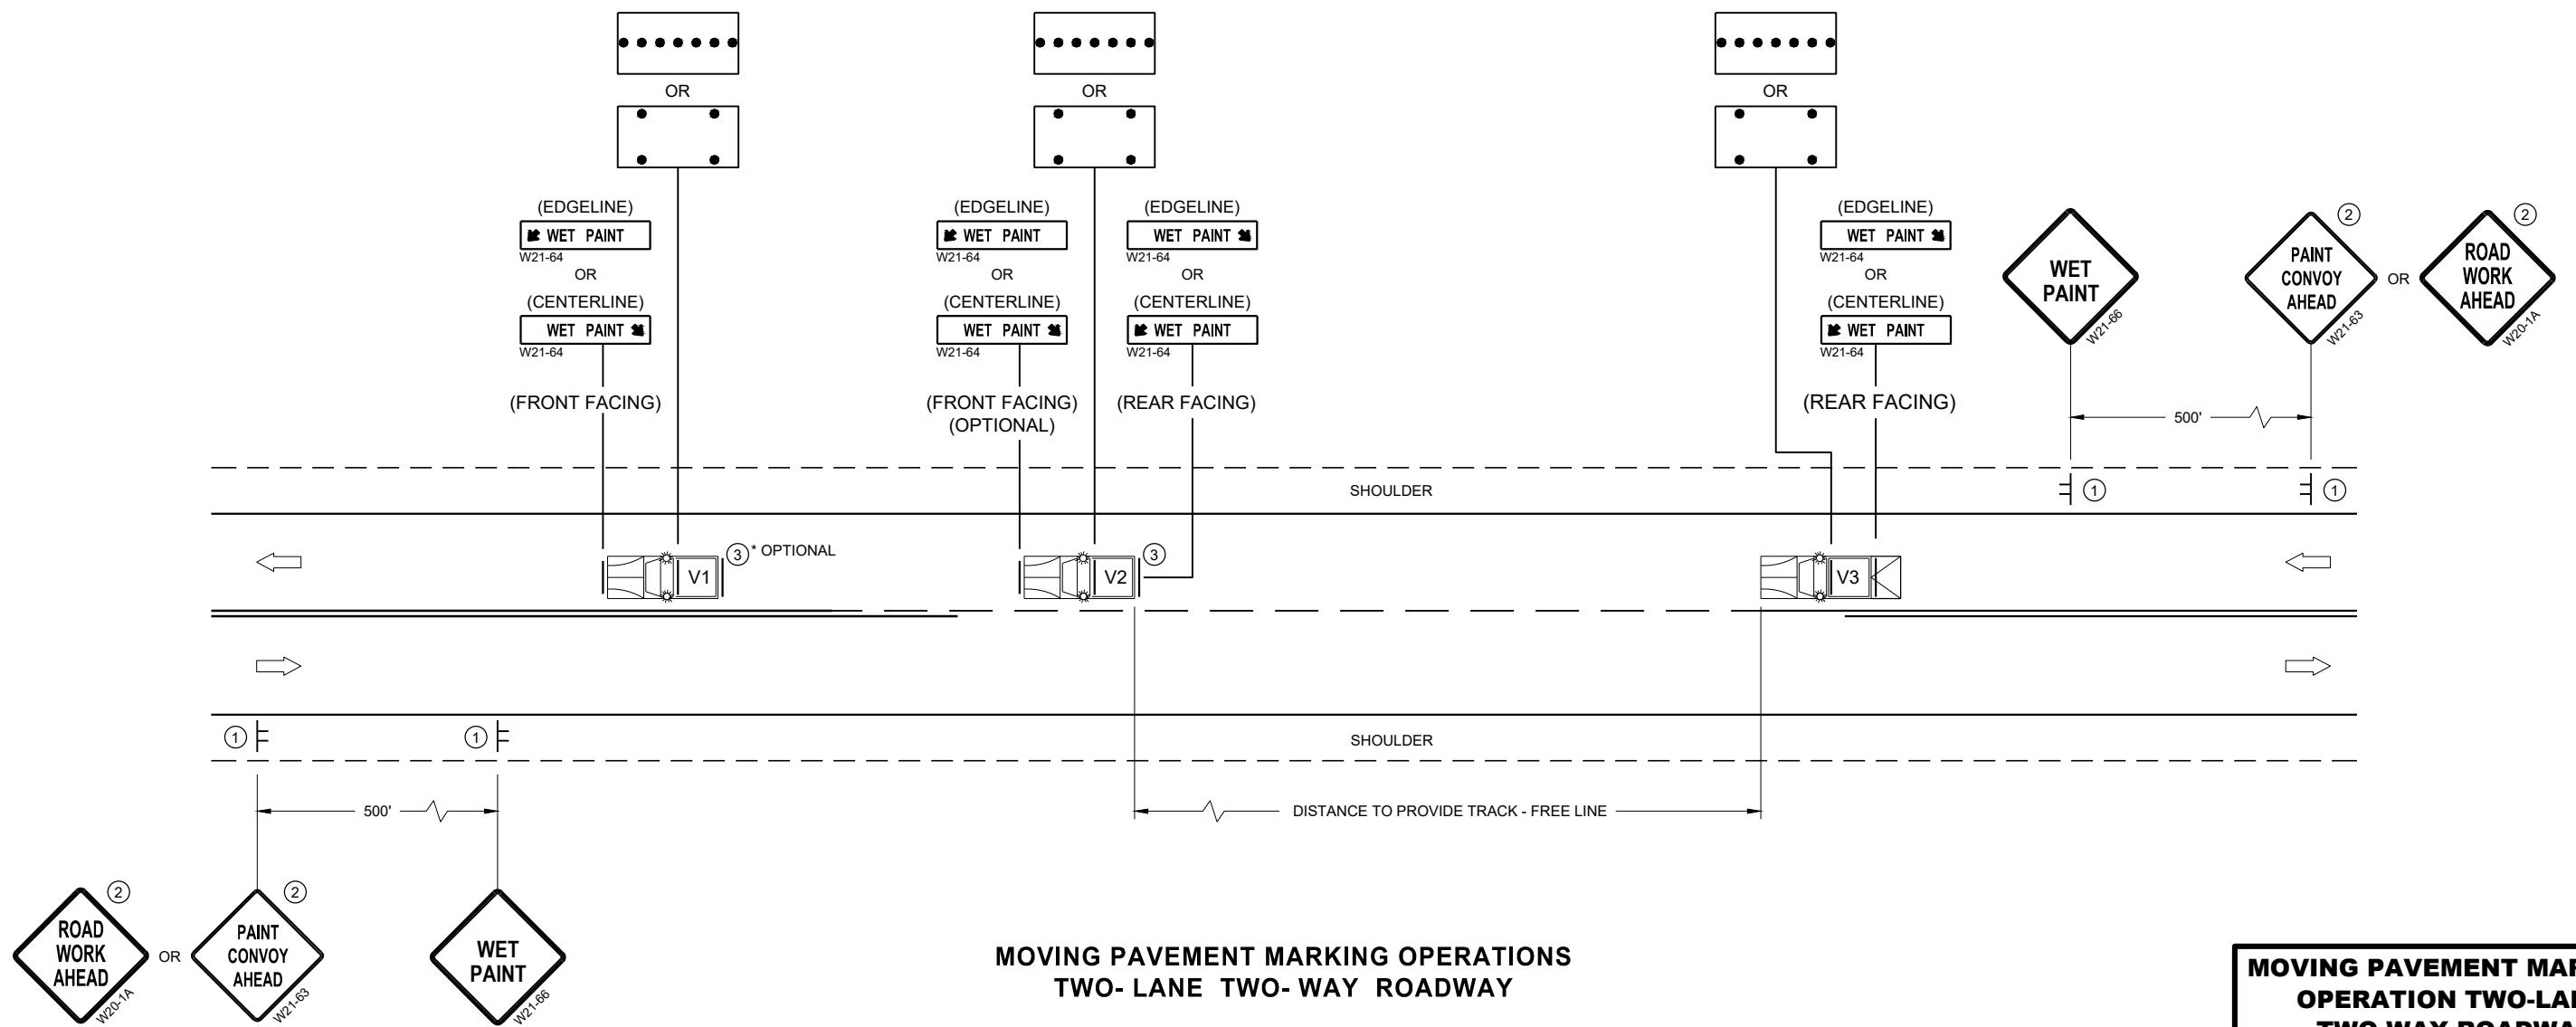 OR
OR
OR
(EDGELINE)
WET PAINT
W21-64
OR
(CENTERLINE)
WET PAINT
W21-64
(FRONT FACING)
(EDGELINE)
WET PAINT
W21-64
OR
(CENTERLINE)
WET PAINT
W21-64
(FRONT FACING)
(OPTIONAL)
(EDGELINE)
WET PAINT
W21-64
OR
(CENTERLINE)
WET PAINT
W21-64
(REAR FACING)
(EDGELINE)
WET PAINT
W21-64
OR
(CENTERLINE)
WET PAINT
W21-64
(REAR FACING)
WET
PAINT
W21-66
2
PAINT
CONVOY
AHEAD
W21-63
OR
2
ROAD
WORK
AHEAD
W20-1A
500'
SHOULDER
1
1
V1
3 * OPTIONAL
V2
3
V3
1
1
SHOULDER
500'
DISTANCE TO PROVIDE TRACK - FREE LINE
2
ROAD
WORK
AHEAD
W20-1A
OR
2
PAINT
CONVOY
AHEAD
W21-63
WET
PAINT
W21-66
MOVING PAVEMENT MARKING OPERATIONS
TWO- LANE TWO- WAY ROADWAY
MOVING PAVEMENT
OPERATION